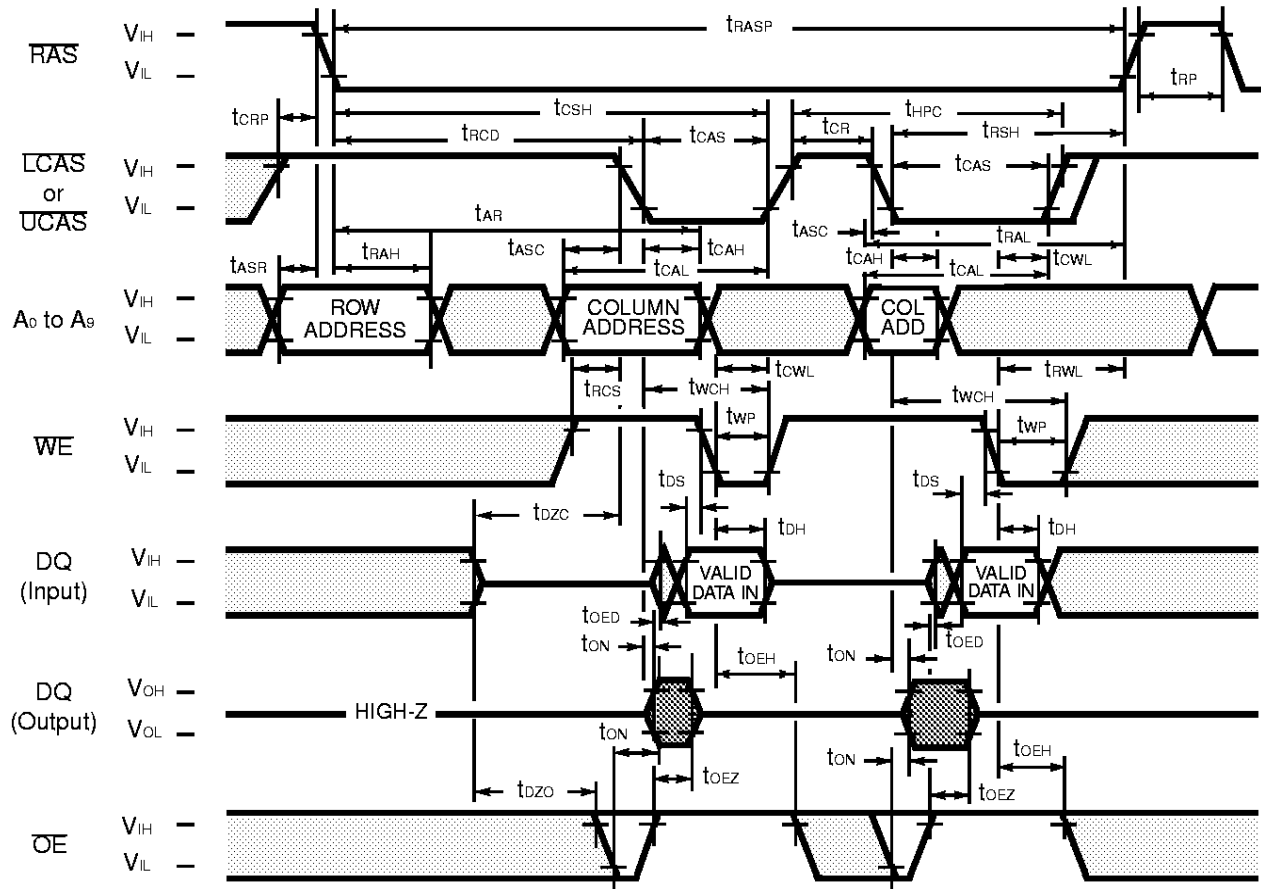 RAS VIH VIL tRASP tRP
tCRP tCSH tHPC
tRCD tCAS tCR tRSH
LCAS or UCAS VIH VIL tCAS
tAR tASC tRAL
tASR tRAH tASC tCAH tCAH tCWL
tCAL tCAL
A0 to A9 VIH VIL
ROW ADDRESS
COLUMN ADDRESS
COL ADD
tCWL tRWL
tRCS tWCH tWCH
WE VIH VIL tWP tWP
tDS tDS
tDZC tDH tDH
DQ (Input) VIH VIL
VALID DATA IN
VALID DATA IN
tOED tOED
tON tOEH tON
DQ (Output) VOH VOL HIGH-Z
tON tON tOEH
tDZO tOEZ tOEZ
OE VIH VIL